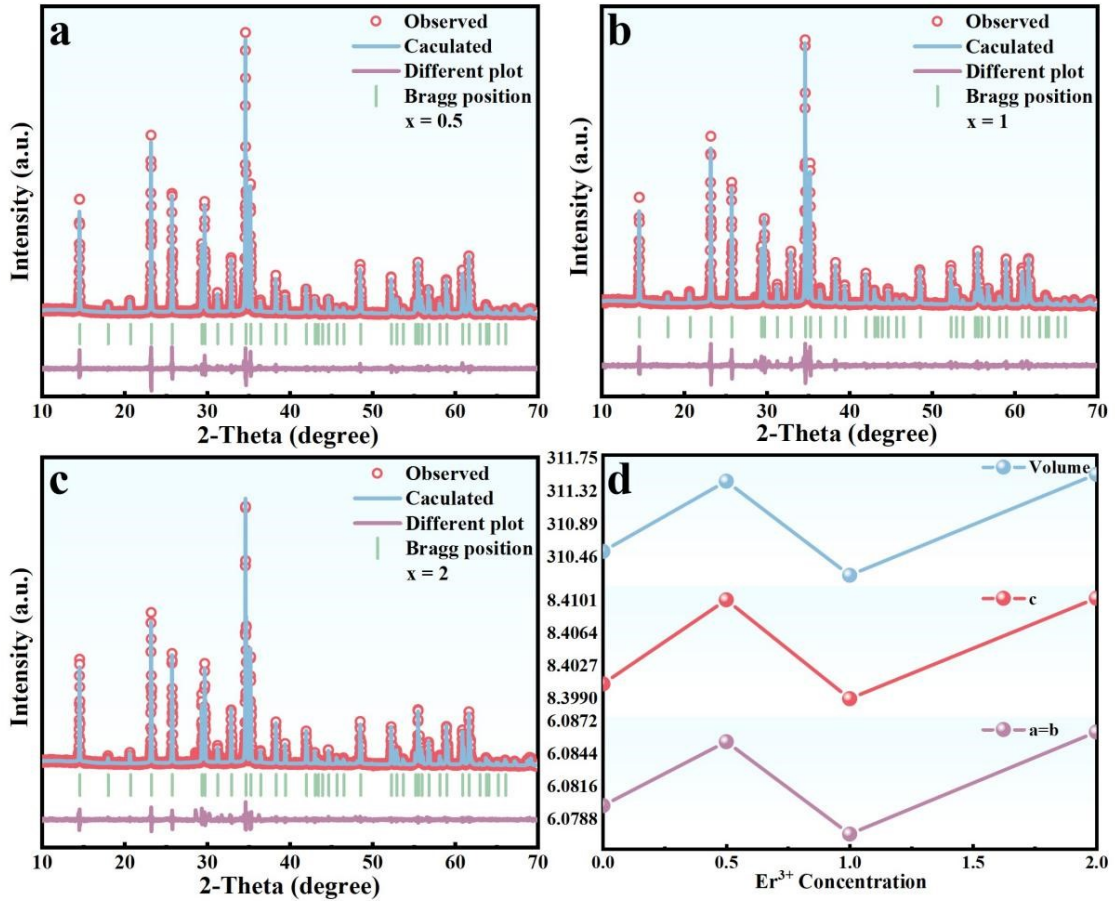 a
Observed
Caculated
Different plot
Bragg position
x = 0.5
Intensity (a.u.)
10 20 30 40 50 60 70
2-Theta (degree)
b
Observed
Caculated
Different plot
Bragg position
x = 1
Intensity (a.u.)
10 20 30 40 50 60 70
2-Theta (degree)
c
Observed
Caculated
Different plot
Bragg position
x = 2
Intensity (a.u.)
10 20 30 40 50 60 70
2-Theta (degree)
d
311.75
311.32
310.89
310.46
8.4101
8.4064
8.4027
8.3990
6.0872
6.0844
6.0816
6.0788
Volume
c
a=b
0.0 0.5 1.0 1.5 2.0
Er³⁺ Concentration